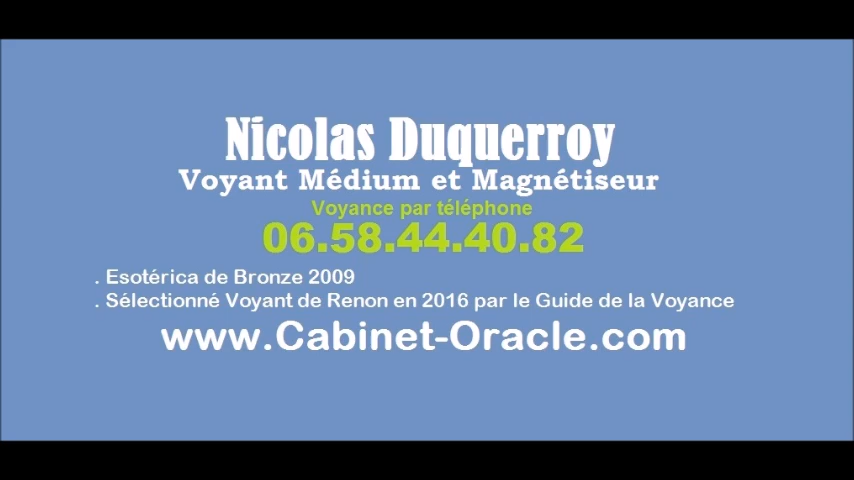 Nicolas Duquerroy
Voyant Médium et Magnétiseur
Voyance par téléphone
06.58.44.40.82
. Esotérica de Bronze 2009
. Sélectionné Voyant de Renon en 2016 par le Guide de la Voyance
www.Cabinet-Oracle.com